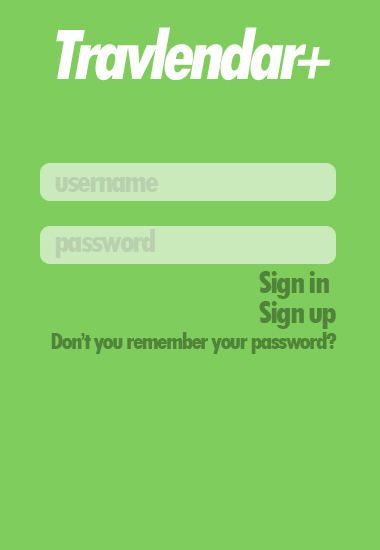 Travlendar+
username
password
Sign in
Sign up
Don't you remember your password?